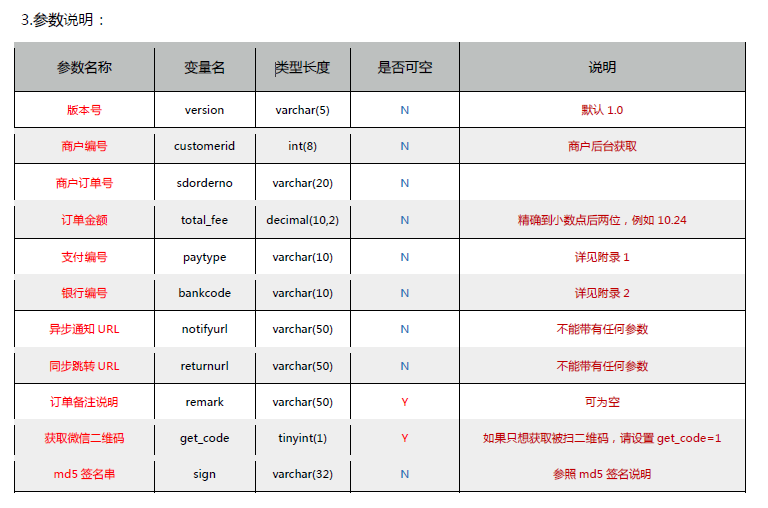 3.参数说明：
参数名称 变量名 类型长度 是否可空 说明
版本号 version varchar(5) N 默认 1.0
商户编号 customerid int(8) N 商户后台获取
商户订单号 sdorderno varchar(20) N
订单金额 total_fee decimal(10,2) N 精确到小数点后两位，例如 10.24
支付编号 paytype varchar(10) N 详见附录 1
银行编号 bankcode varchar(10) N 详见附录 2
异步通知 URL notifyurl varchar(50) N 不能带有任何参数
同步跳转 URL returnurl varchar(50) N 不能带有任何参数
订单备注说明 remark varchar(50) Y 可为空
获取微信二维码 get_code tinyint(1) Y 如果只想获取被扫二维码，请设置 get_code=1
md5 签名串 sign varchar(32) N 参照 md5 签名说明